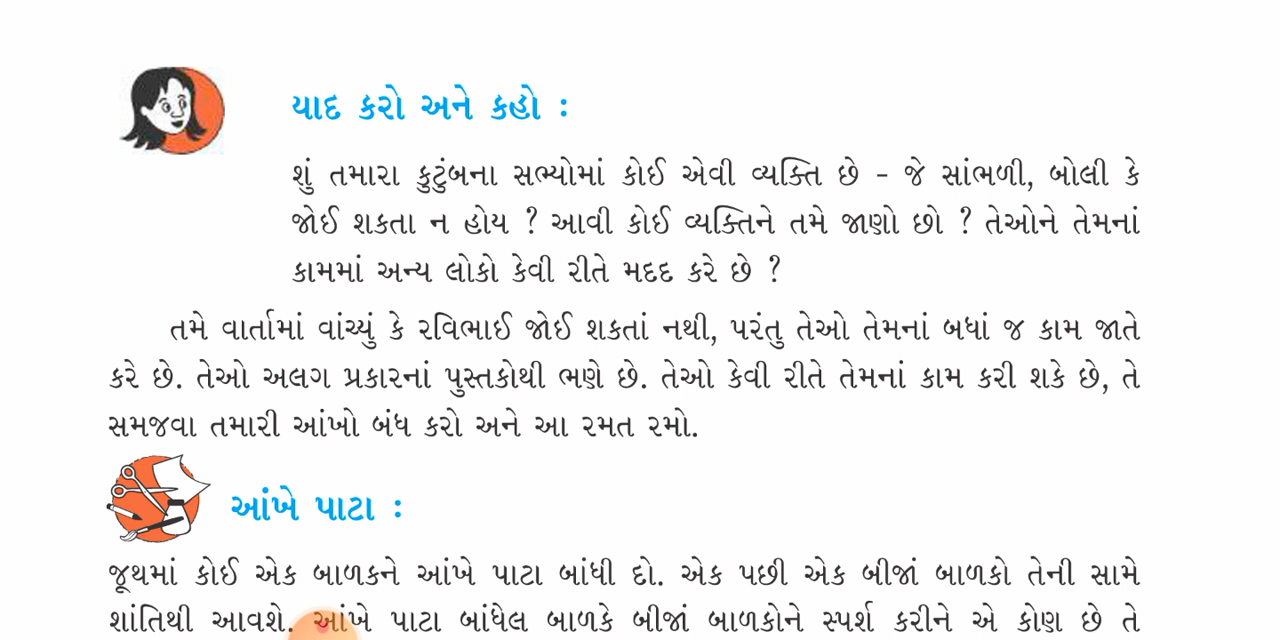 યાદ કરો અને કહો :
શું તમારા કુટુંબના સભ્યોમાં કોઈ એવી વ્યક્તિ છે - જે સાંભળી, બોલી કે
જોઈ શકતા ન હોય ? આવી કોઈ વ્યક્તિને તમે જાણો છો ? તેઓને તેમનાં
કામમાં અન્ય લોકો કેવી રીતે મદદ કરે છે ?
તમે વાર્તામાં વાંચ્યું કે રવિભાઈ જોઈ શકતાં નથી, પરંતુ તેઓ તેમનાં બધાં જ કામ જાતે
કરે છે. તેઓ અલગ પ્રકારનાં પુસ્તકોથી ભણે છે. તેઓ કેવી રીતે તેમનાં કામ કરી શકે છે, તે
સમજવા તમારી આંખો બંધ કરો અને આ રમત રમો.
આંખે પાટા :
જૂથમાં કોઈ એક બાળકને આંખે પાટા બાંધી દો. એક પછી એક બીજાં બાળકો તેની સામે
શાંતિથી આવશે. આંખે પાટા બાંધેલ બાળકે બીજાં બાળકોને સ્પર્શ કરીને એ કોણ છે તે